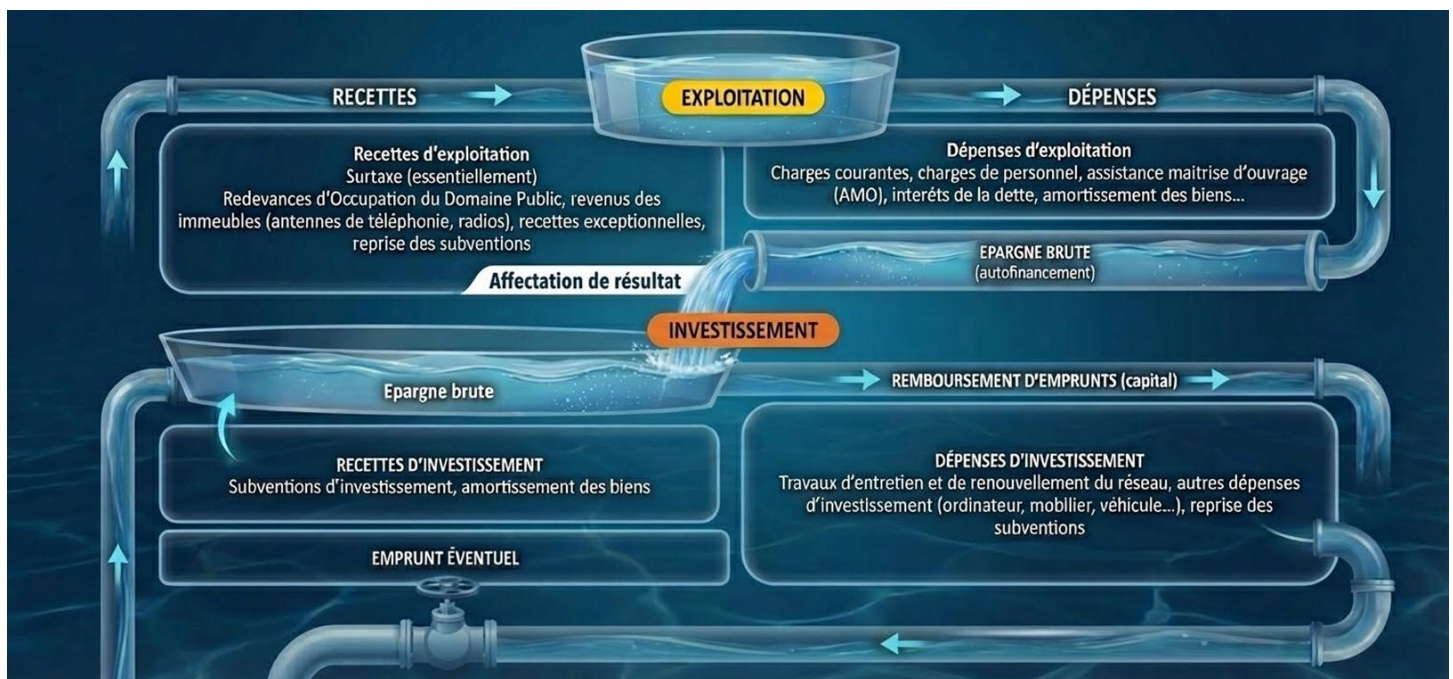 RECETTES
EXPLOITATION
DÉPENSES
Recettes d'exploitation
Surtaxe (essentiellement)
Redevances d'Occupation du Domaine Public, revenus des
immeubles (antennes de téléphonie, radios), recettes exceptionnelles,
reprise des subventions
Dépenses d'exploitation
Charges courantes, charges de personnel, assistance maitrise d'ouvrage
(AMO), interéts de la dette, amortissement des biens...
EPARGNE BRUTE
(autofinancement)
Affectation de résultat
INVESTISSEMENT
Epargne brute
REMBOURSEMENT D'EMPRUNTS (capital)
RECETTES D'INVESTISSEMENT
Subventions d'investissement, amortissement des biens
DÉPENSES D'INVESTISSEMENT
Travaux d'entretien et de renouvellement du réseau, autres dépenses
d'investissement (ordinateur, mobilier, véhicule...), reprise des
subventions
EMPRUNT ÉVENTUEL